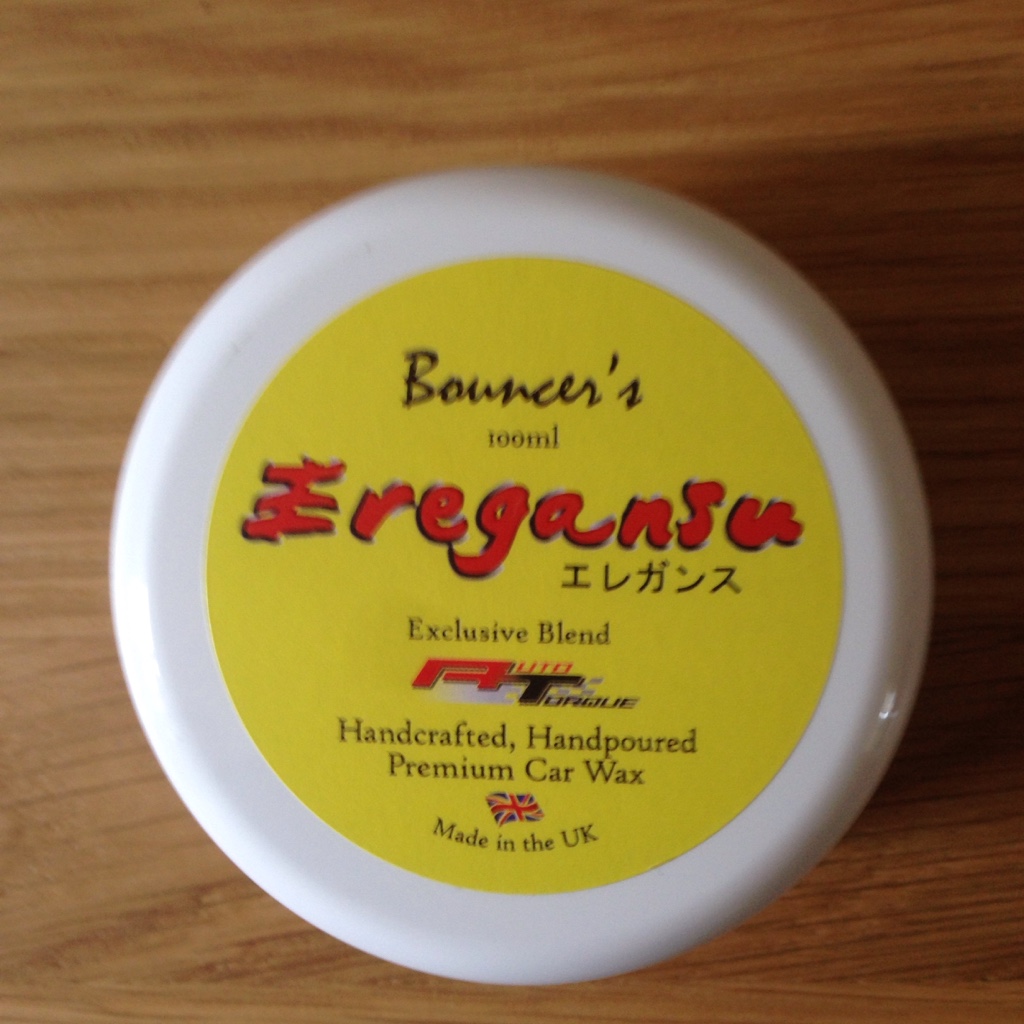 Bouncer's
100ml
Eregansu
エレガンス
Exclusive Blend
AUTO
TORQUE
Handcrafted, Handpoured
Premium Car Wax
Made in the UK